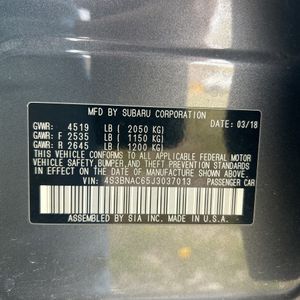 MFD BY SUBARU CORPORATION
DATE: 03/18
GVWR: 4519 LB ( 2050 KG)
GAWR: F 2535 LB ( 1150 KG)
GAWR: R 2645 LB ( 1200 KG)
THIS VEHICLE CONFORMS TO ALL APPLICABLE FEDERAL MOTOR
VEHICLE SAFETY, BUMPER, AND THEFT PREVENTION STANDARDS
IN EFFECT ON THE DATE OF MANUFACTURE SHOWN ABOVE.
VIN: 4S3BNAC65J3037013 CAR
ASSEMBLED BY SIA INC. MADE IN U.S.A.